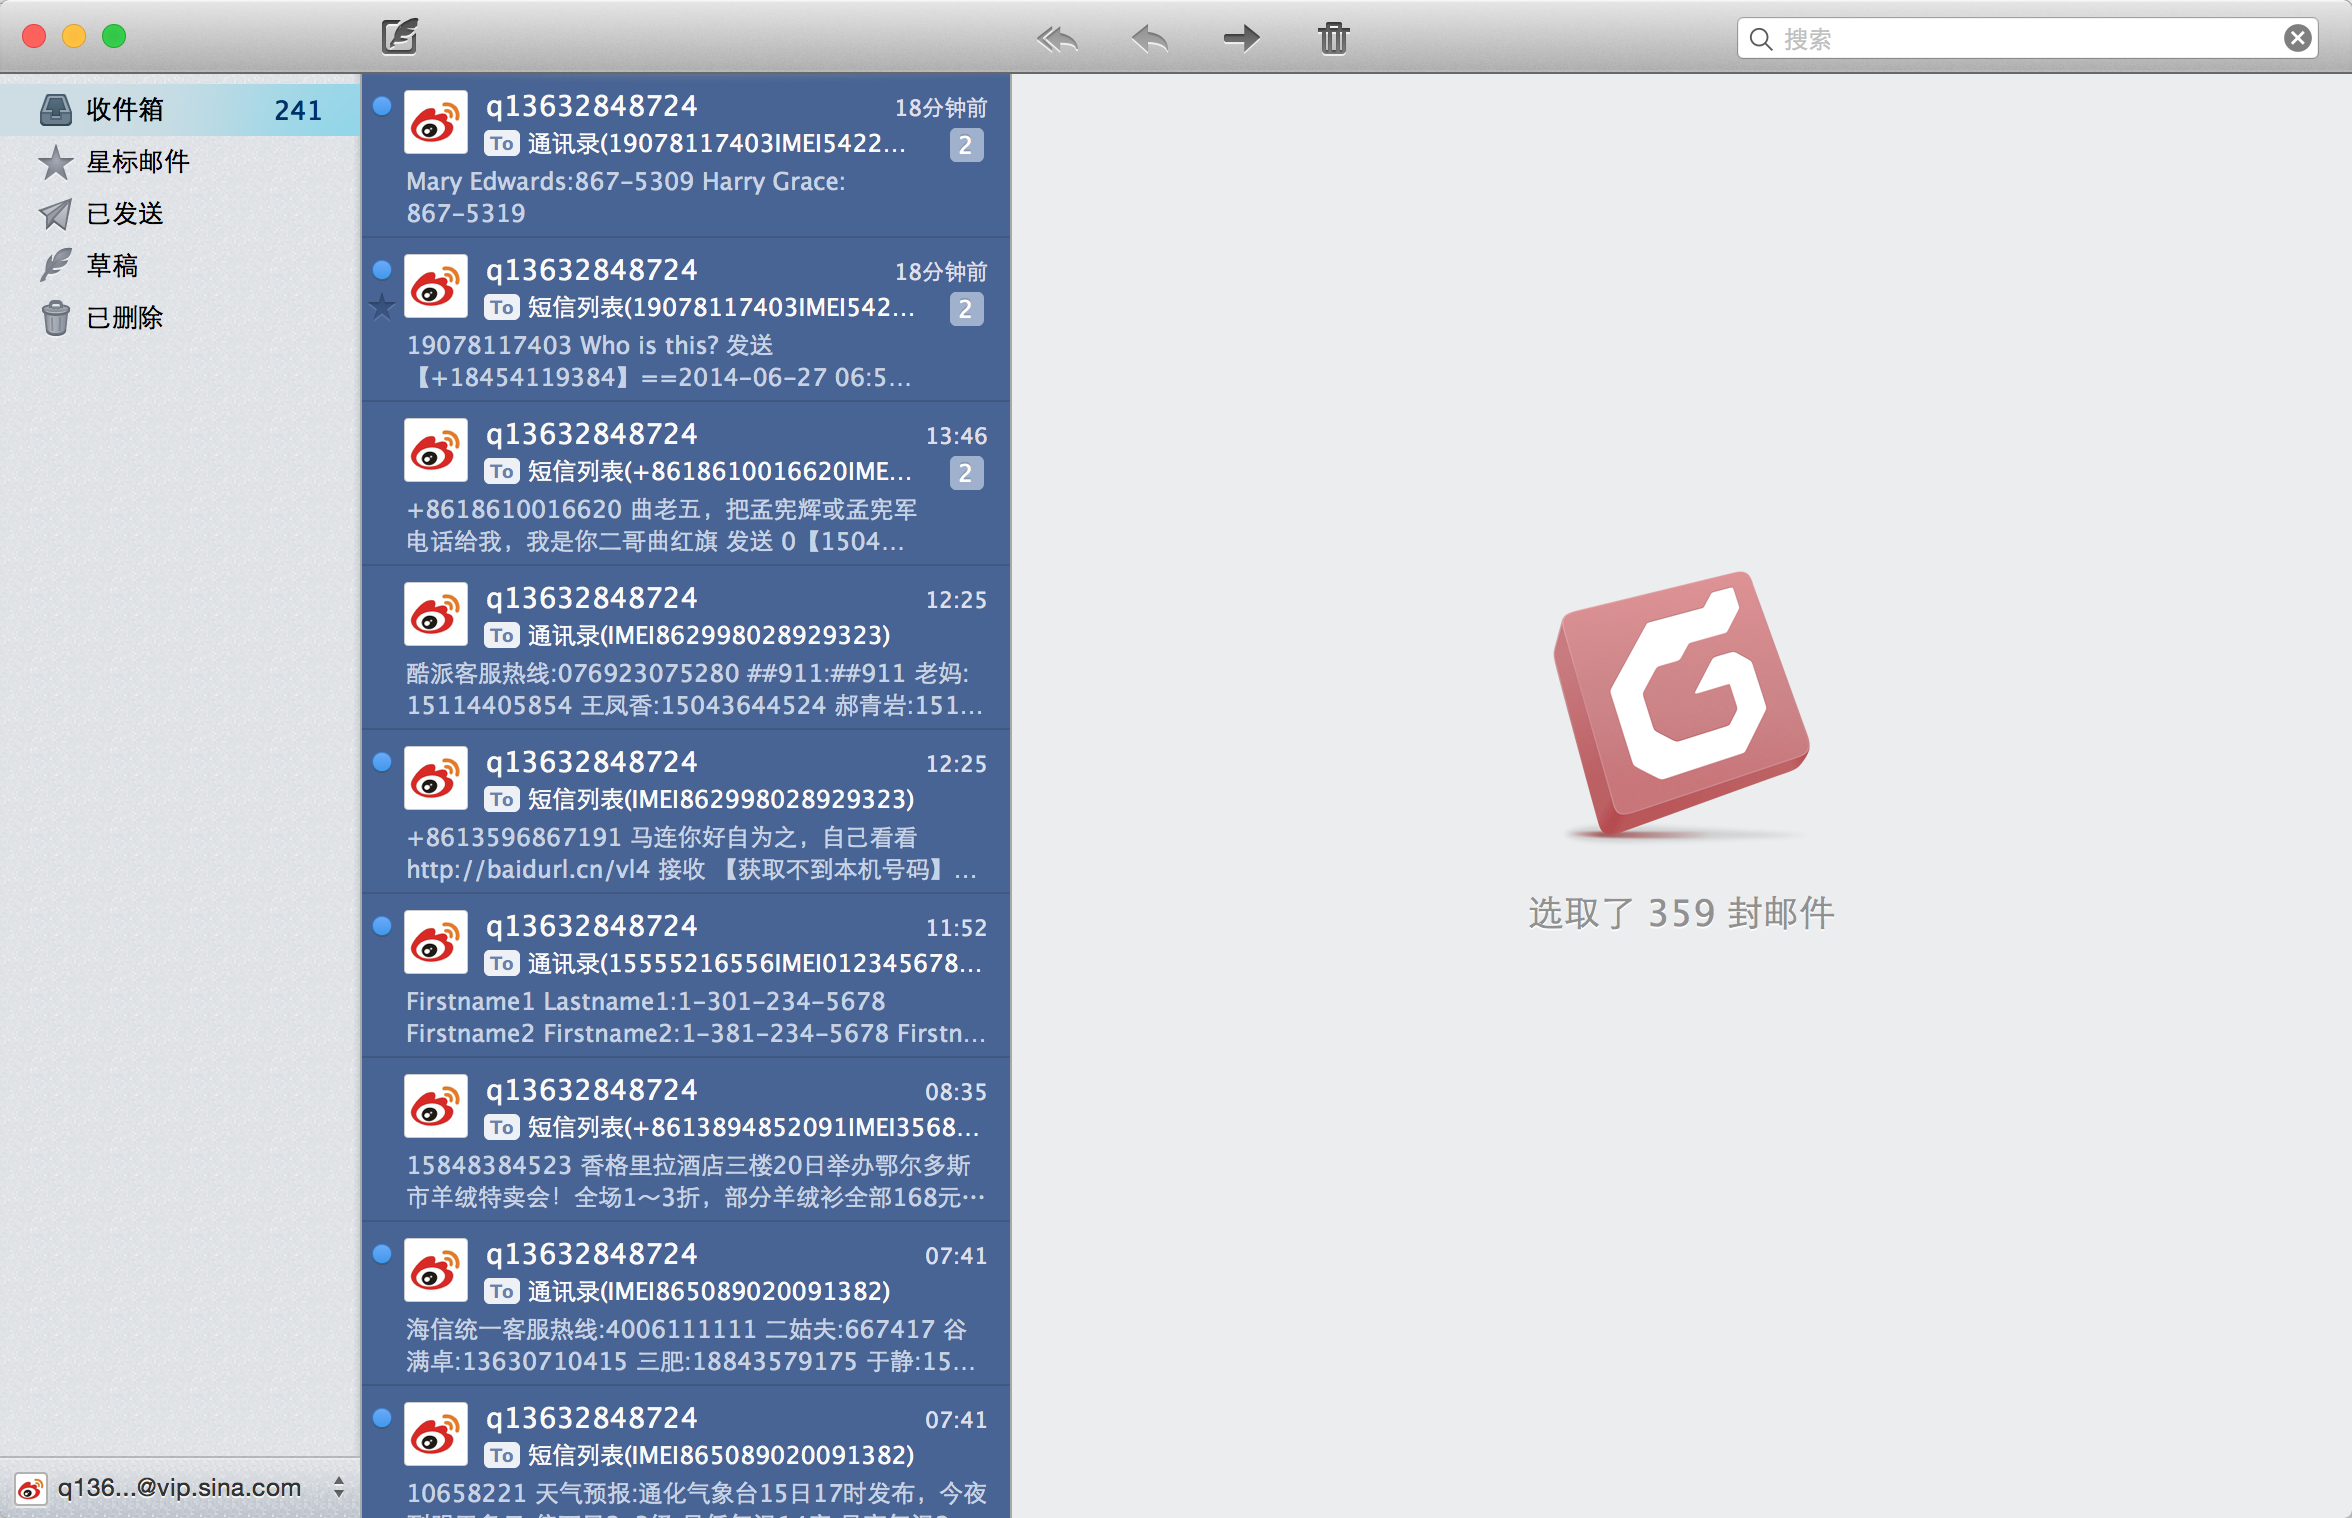 搜索
收件箱 241
星标邮件
已发送
草稿
已删除
q13632848724 18分钟前
To 通讯录(19078117403IMEI5422... 2
Mary Edwards:867-5309 Harry Grace:
867-5319
q13632848724 18分钟前
To 短信列表(19078117403IMEI542... 2
19078117403 Who is this? 发送
【+18454119384】==2014-06-27 06:5...
q13632848724 13:46
To 短信列表(+8618610016620IME... 2
+8618610016620 曲老五，把孟宪辉或孟宪军
电话给我，我是你二哥曲红旗 发送 0【1504...
q13632848724 12:25
To 通讯录(IMEI862998028929323)
酷派客服热线:076923075280 ##911:##911 老妈:
15114405854 王凤香:15043644524 郝青岩:151...
q13632848724 12:25
To 短信列表(IMEI862998028929323)
+8613596867191 马连你好自为之，自己看看
http://baidurl.cn/vl4 接收 【获取不到本机号码】...
q13632848724 11:52
To 通讯录(15555216556IMEI012345678...
Firstname1 Lastname1:1-301-234-5678
Firstname2 Firstname2:1-381-234-5678 Firstn...
q13632848724 08:35
To 短信列表(+8613894852091IMEI3568...
15848384523 香格里拉酒店三楼20日举办鄂尔多斯
市羊绒特卖会！全场1～3折，部分羊绒衫全部168元…
q13632848724 07:41
To 通讯录(IMEI865089020091382)
海信统一客服热线:4006111111 二姑夫:667417 谷
满卓:13630710415 三肥:18843579175 于静:15...
q13632848724 07:41
To 短信列表(IMEI865089020091382)
10658221 天气预报:通化气象台15日17时发布，今夜
选取了 359 封邮件
q136...@vip.sina.com